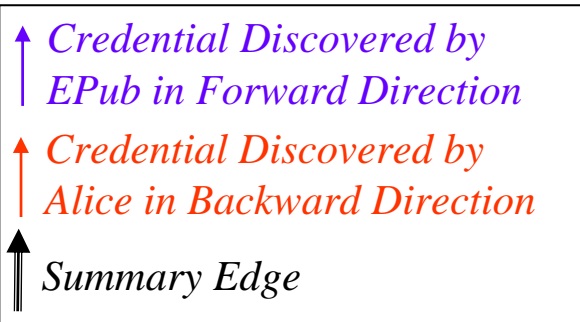 Credential Discovered by
EPub in Forward Direction
Credential Discovered by
Alice in Backward Direction
Summary Edge